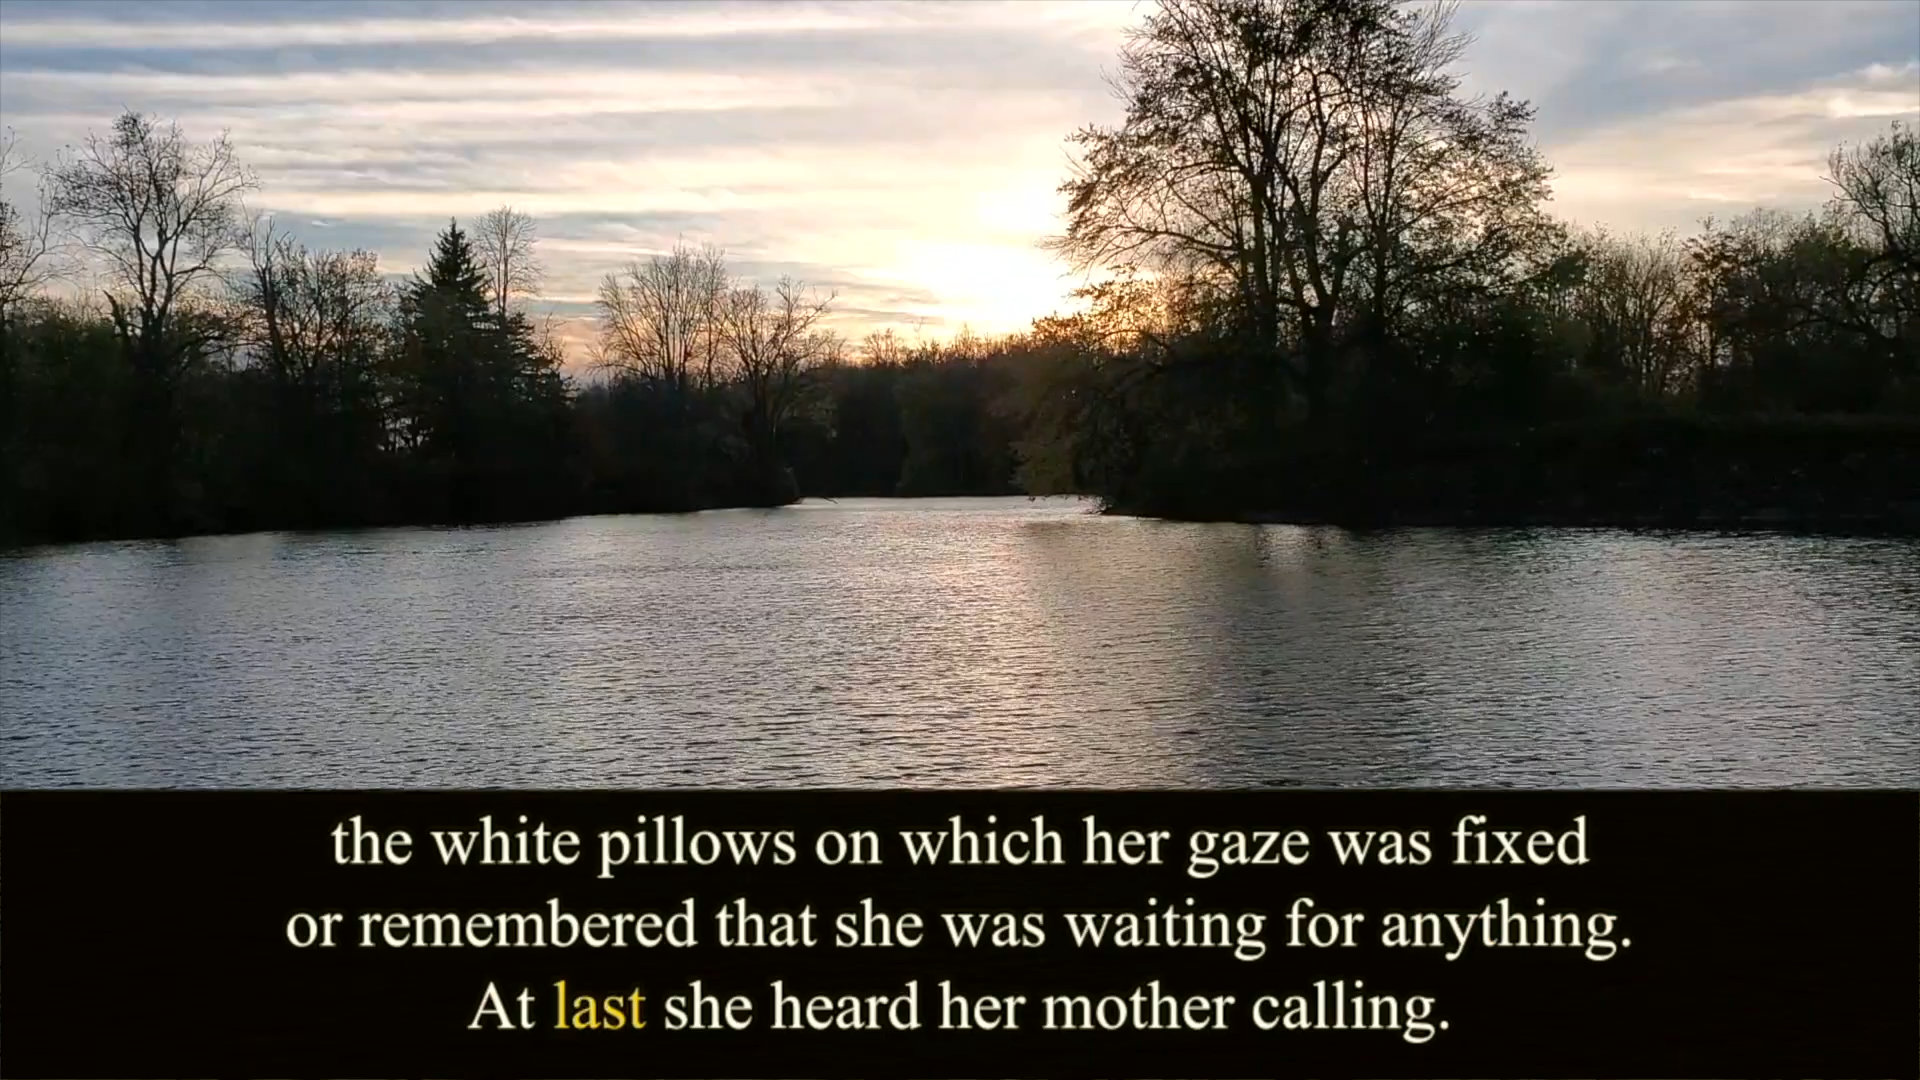 the white pillows on which her gaze was fixed
or remembered that she was waiting for anything.
At last she heard her mother calling.